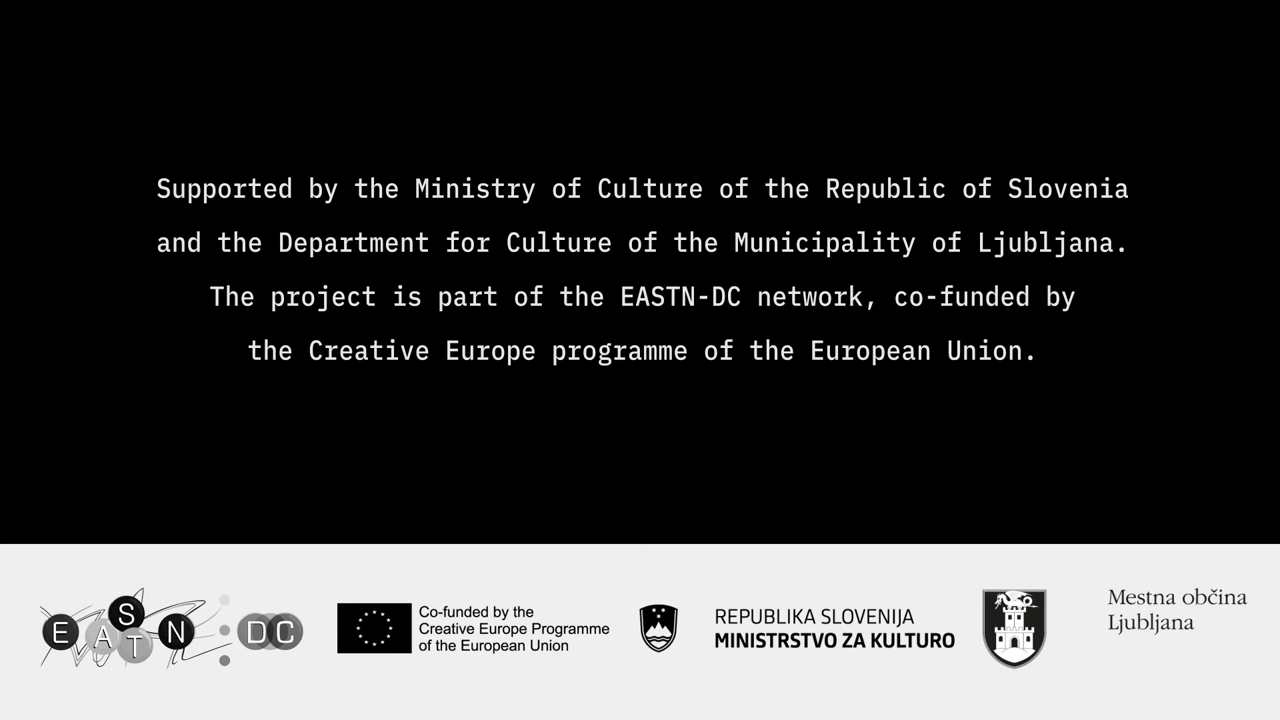 Supported by the Ministry of Culture of the Republic of Slovenia
and the Department for Culture of the Municipality of Ljubljana.
The project is part of the EASTN-DC network, co-funded by
the Creative Europe programme of the European Union.
EASTN DC
Co-funded by the
Creative Europe Programme
of the European Union
REPUBLIKA SLOVENIJA
MINISTRSTVO ZA KULTURO
Mestna občina
Ljubljana